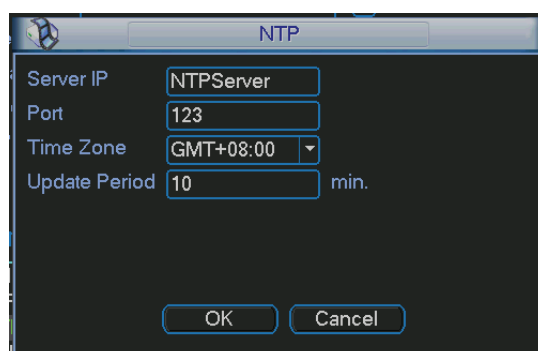 NTP
Server IP NTPServer
Port 123
Time Zone GMT+08:00
Update Period 10 min.
OK Cancel